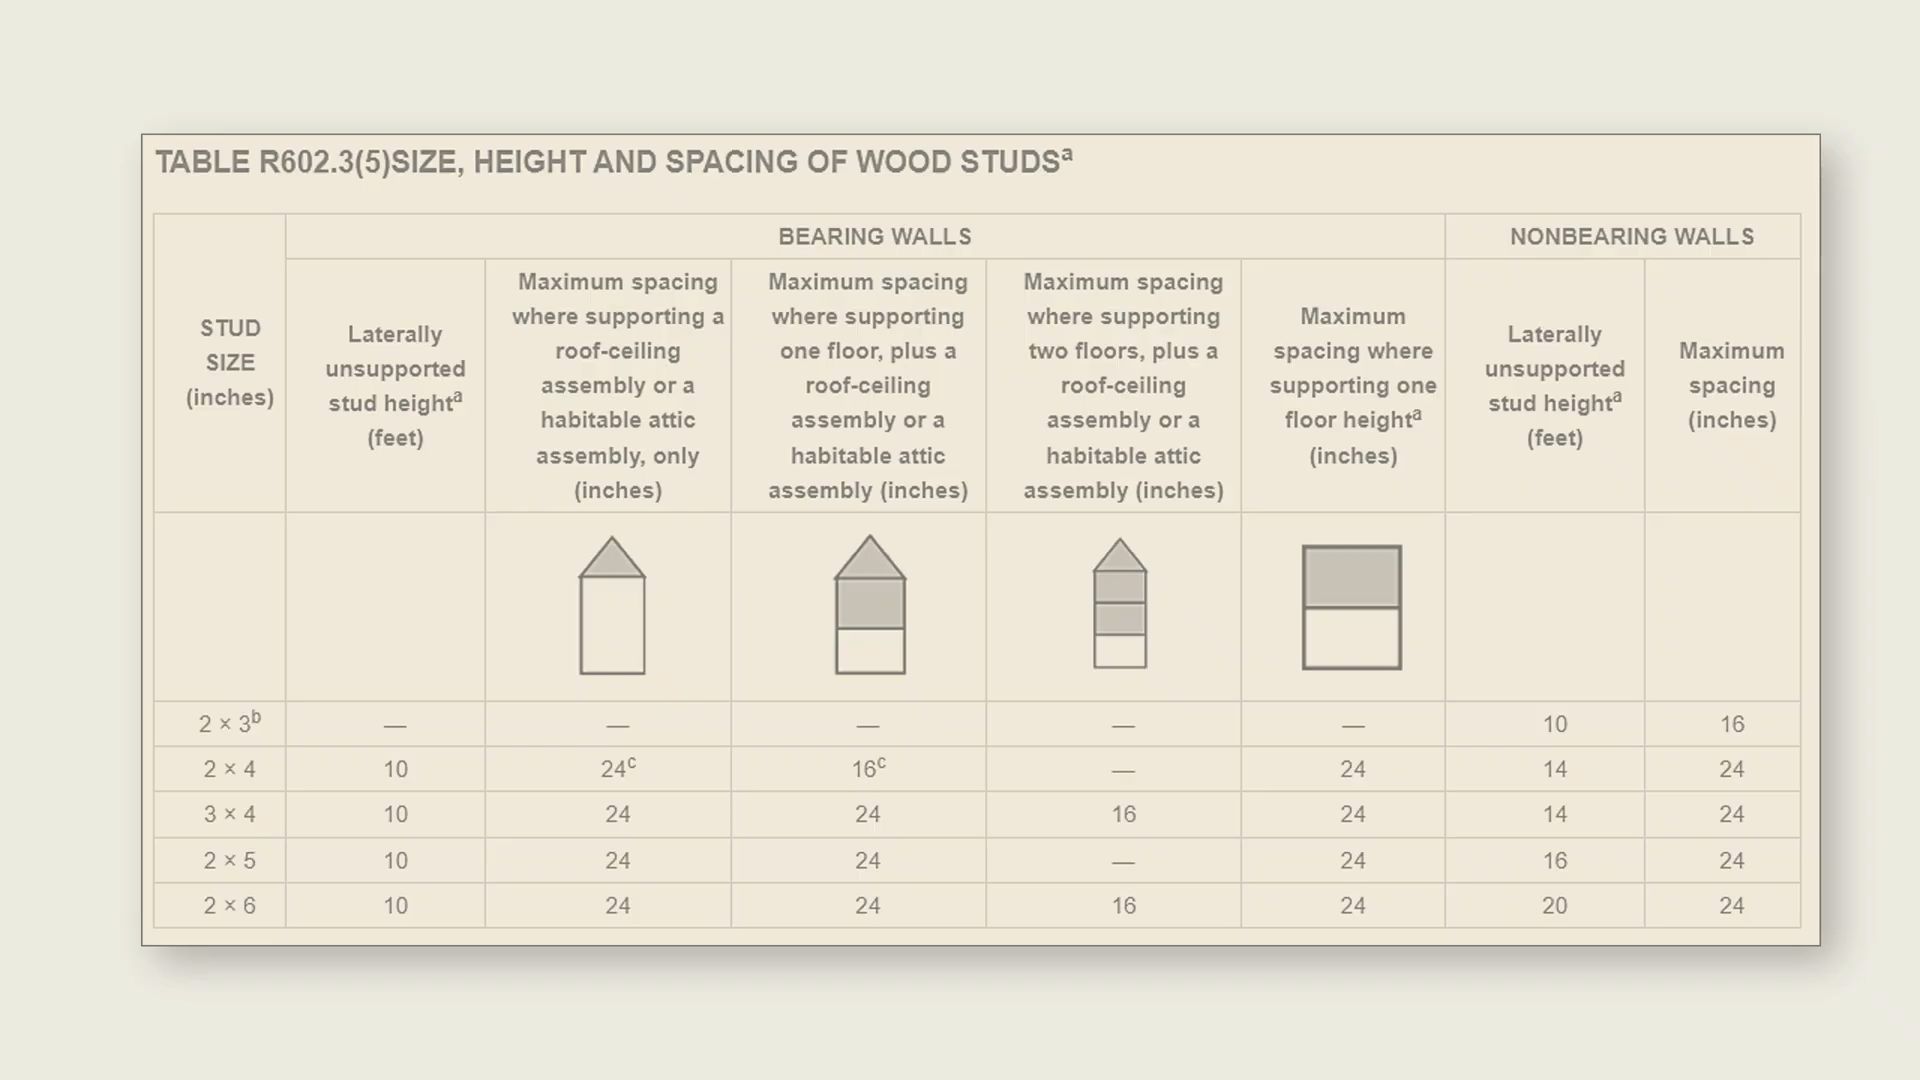 TABLE R602.3(5)SIZE, HEIGHT AND SPACING OF WOOD STUDSa
BEARING WALLS
NONBEARING WALLS
STUD
SIZE
(inches)
Laterally
unsupported
stud heighta
(feet)
Maximum spacing
where supporting a
roof-ceiling
assembly or a
habitable attic
assembly, only
(inches)
Maximum spacing
where supporting
one floor, plus a
roof-ceiling
assembly or a
habitable attic
assembly (inches)
Maximum spacing
where supporting
two floors, plus a
roof-ceiling
assembly or a
habitable attic
assembly (inches)
Maximum
spacing where
supporting one
floor heighta
(inches)
Laterally
unsupported
stud heighta
(feet)
Maximum
spacing
(inches)
2 × 3b — — — — — 10 16
2 × 4 10 24c 16c — 24 14 24
3 × 4 10 24 24 16 24 14 24
2 × 5 10 24 24 — 24 16 24
2 × 6 10 24 24 16 24 20 24